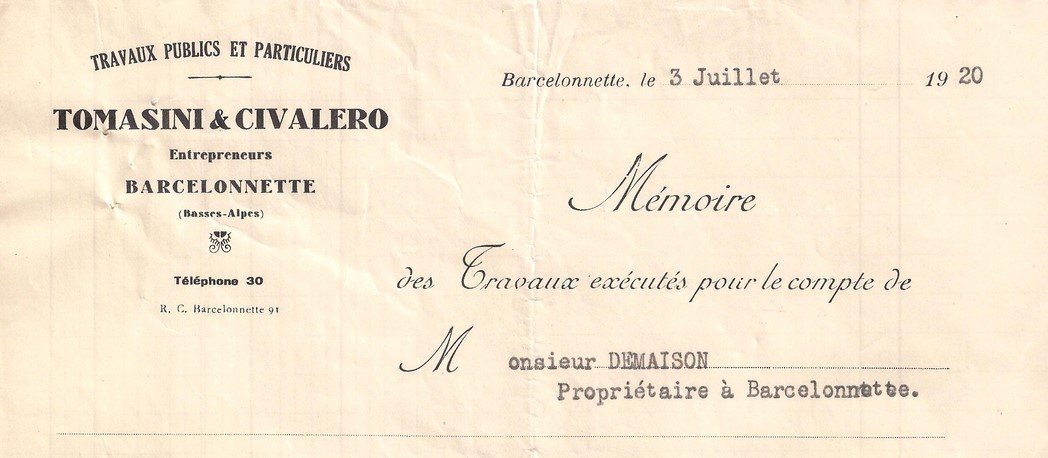 TRAVAUX PUBLICS ET PARTICULIERS
TOMASINI & CIVALERO
Entrepreneurs
BARCELONNETTE
(Basses-Alpes)
Téléphone 30
R. C. Barcelonnette 91
Barcelonnette, le 3 Juillet 1920
Mémoire
des Travaux exécutés pour le compte de
Monsieur DEMAISON
Propriétaire à Barcelonnette.